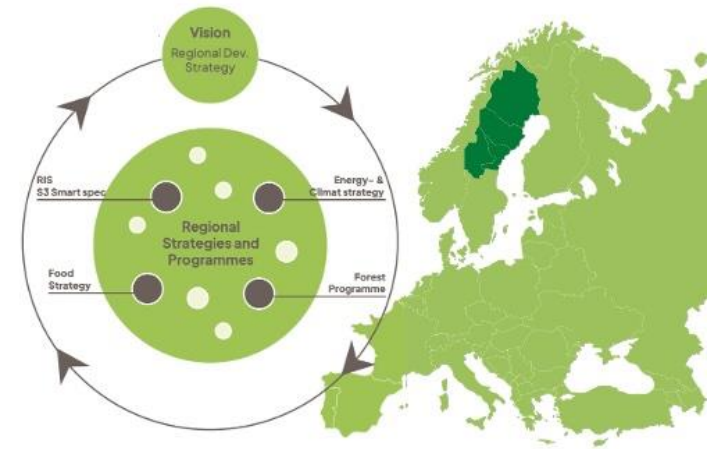 Vision
Regional Dev.
Strategy
RIS
S3 Smart spec
Energy- &
Climat strategy
Regional
Strategies and
Programmes
Food
Strategy
Forest
Programme